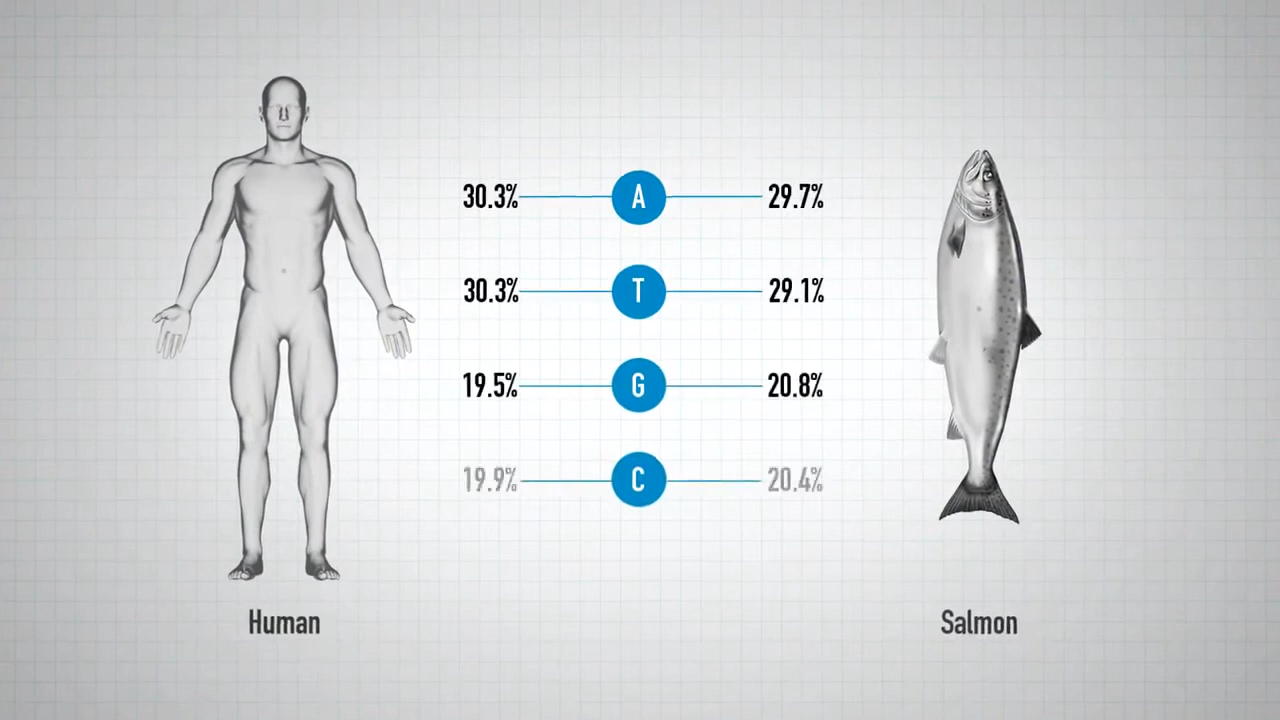 30.3% A 29.7%
30.3% T 29.1%
19.5% G 20.8%
19.9% C 20.4%
Human Salmon